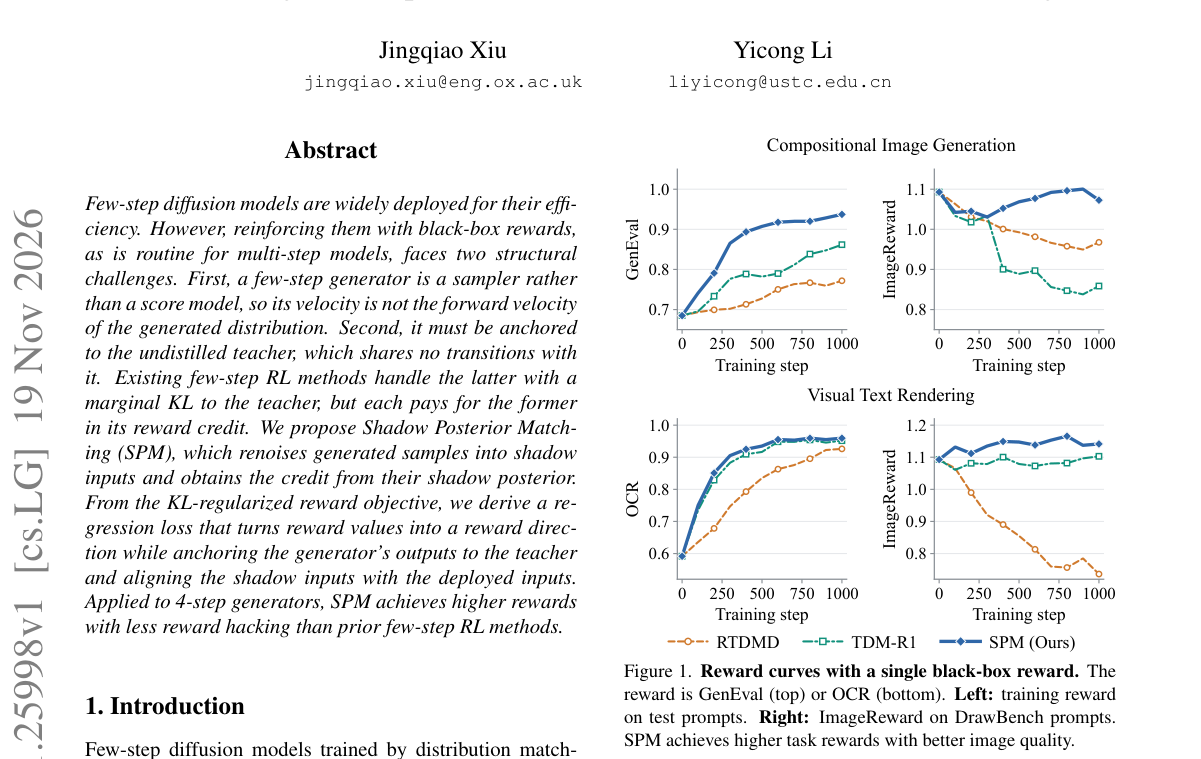 Jingqiao Xiu
jingqiao.xiu@eng.ox.ac.uk
Yicong Li
liyicong@ustc.edu.cn
.25998v1 [cs.LG] 19 Nov 2026
Abstract
Few-step diffusion models are widely deployed for their effi-
ciency. However, reinforcing them with black-box rewards,
as is routine for multi-step models, faces two structural
challenges. First, a few-step generator is a sampler rather
than a score model, so its velocity is not the forward velocity
of the generated distribution. Second, it must be anchored
to the undistilled teacher, which shares no transitions with
it. Existing few-step RL methods handle the latter with a
marginal KL to the teacher, but each pays for the former
in its reward credit. We propose Shadow Posterior Match-
ing (SPM), which renoises generated samples into shadow
inputs and obtains the credit from their shadow posterior.
From the KL-regularized reward objective, we derive a re-
gression loss that turns reward values into a reward direc-
tion while anchoring the generator's outputs to the teacher
and aligning the shadow inputs with the deployed inputs.
Applied to 4-step generators, SPM achieves higher rewards
with less reward hacking than prior few-step RL methods.
1. Introduction
Few-step diffusion models trained by distribution match-
Compositional Image Generation
GenEval
1.0
0.9
0.8
0.7
0 250 500 750 1000
Training step
ImageReward
1.1
1.0
0.9
0.8
0 250 500 750 1000
Training step
Visual Text Rendering
OCR
1.0
0.9
0.8
0.7
0.6
0 250 500 750 1000
Training step
ImageReward
1.2
1.1
1.0
0.9
0.8
0 250 500 750 1000
Training step
RTDMD TDM-R1 SPM (Ours)
Figure 1. Reward curves with a single black-box reward. The
reward is GenEval (top) or OCR (bottom). Left: training reward
on test prompts. Right: ImageReward on DrawBench prompts.
SPM achieves higher task rewards with better image quality.